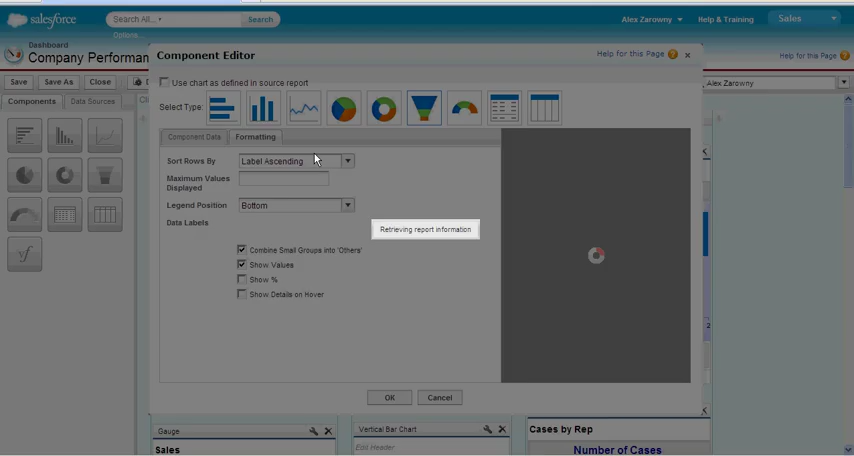 salesforce
Search All...
Search
Options...
Alex Zarowny
Help & Training
Sales
Dashboard
Company Performan
Help for this Page
Save
Save As
Close
Alex Zarowny
Components
Data Sources
Component Editor
Help for this Page
Use chart as defined in source report
Select Type:
Component Data
Formatting
Sort Rows By
Label Ascending
Maximum Values
Displayed
Legend Position
Bottom
Data Labels
Retrieving report information
Combine Small Groups into 'Others'
Show Values
Show %
Show Details on Hover
2
OK
Cancel
Gauge
Sales
Vertical Bar Chart
Edit Header
Cases by Rep
Number of Cases